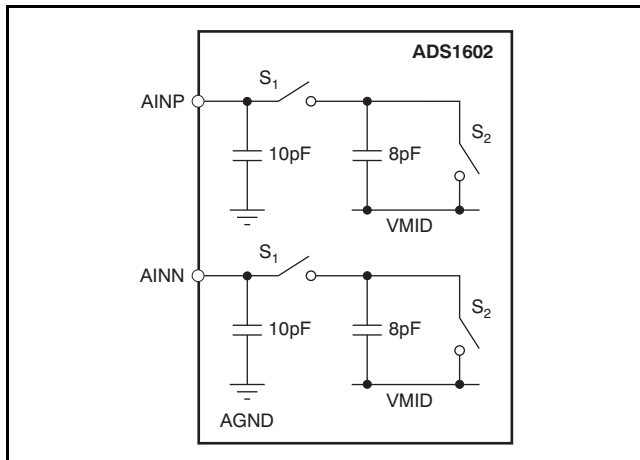 ADS1602
S1
AINP
S2
10pF
8pF
VMID
S1
AINN
S2
10pF
8pF
VMID
AGND